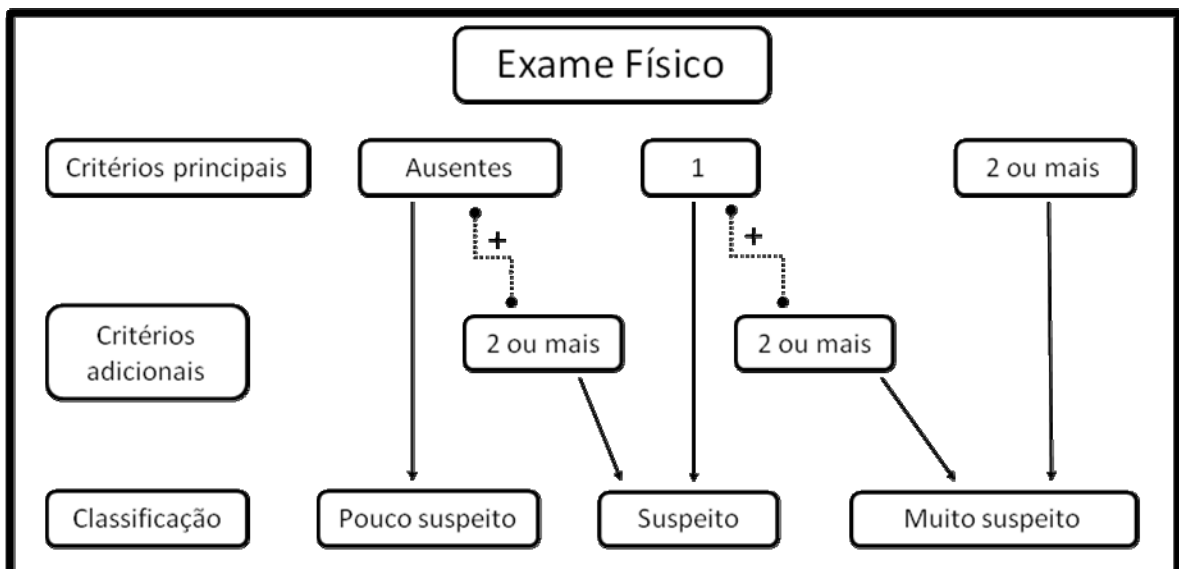 Exame Físico
Critérios principais
Ausentes
1
2 ou mais
+
+
Critérios
adicionais
2 ou mais
2 ou mais
Classificação
Pouco suspeito
Suspeito
Muito suspeito